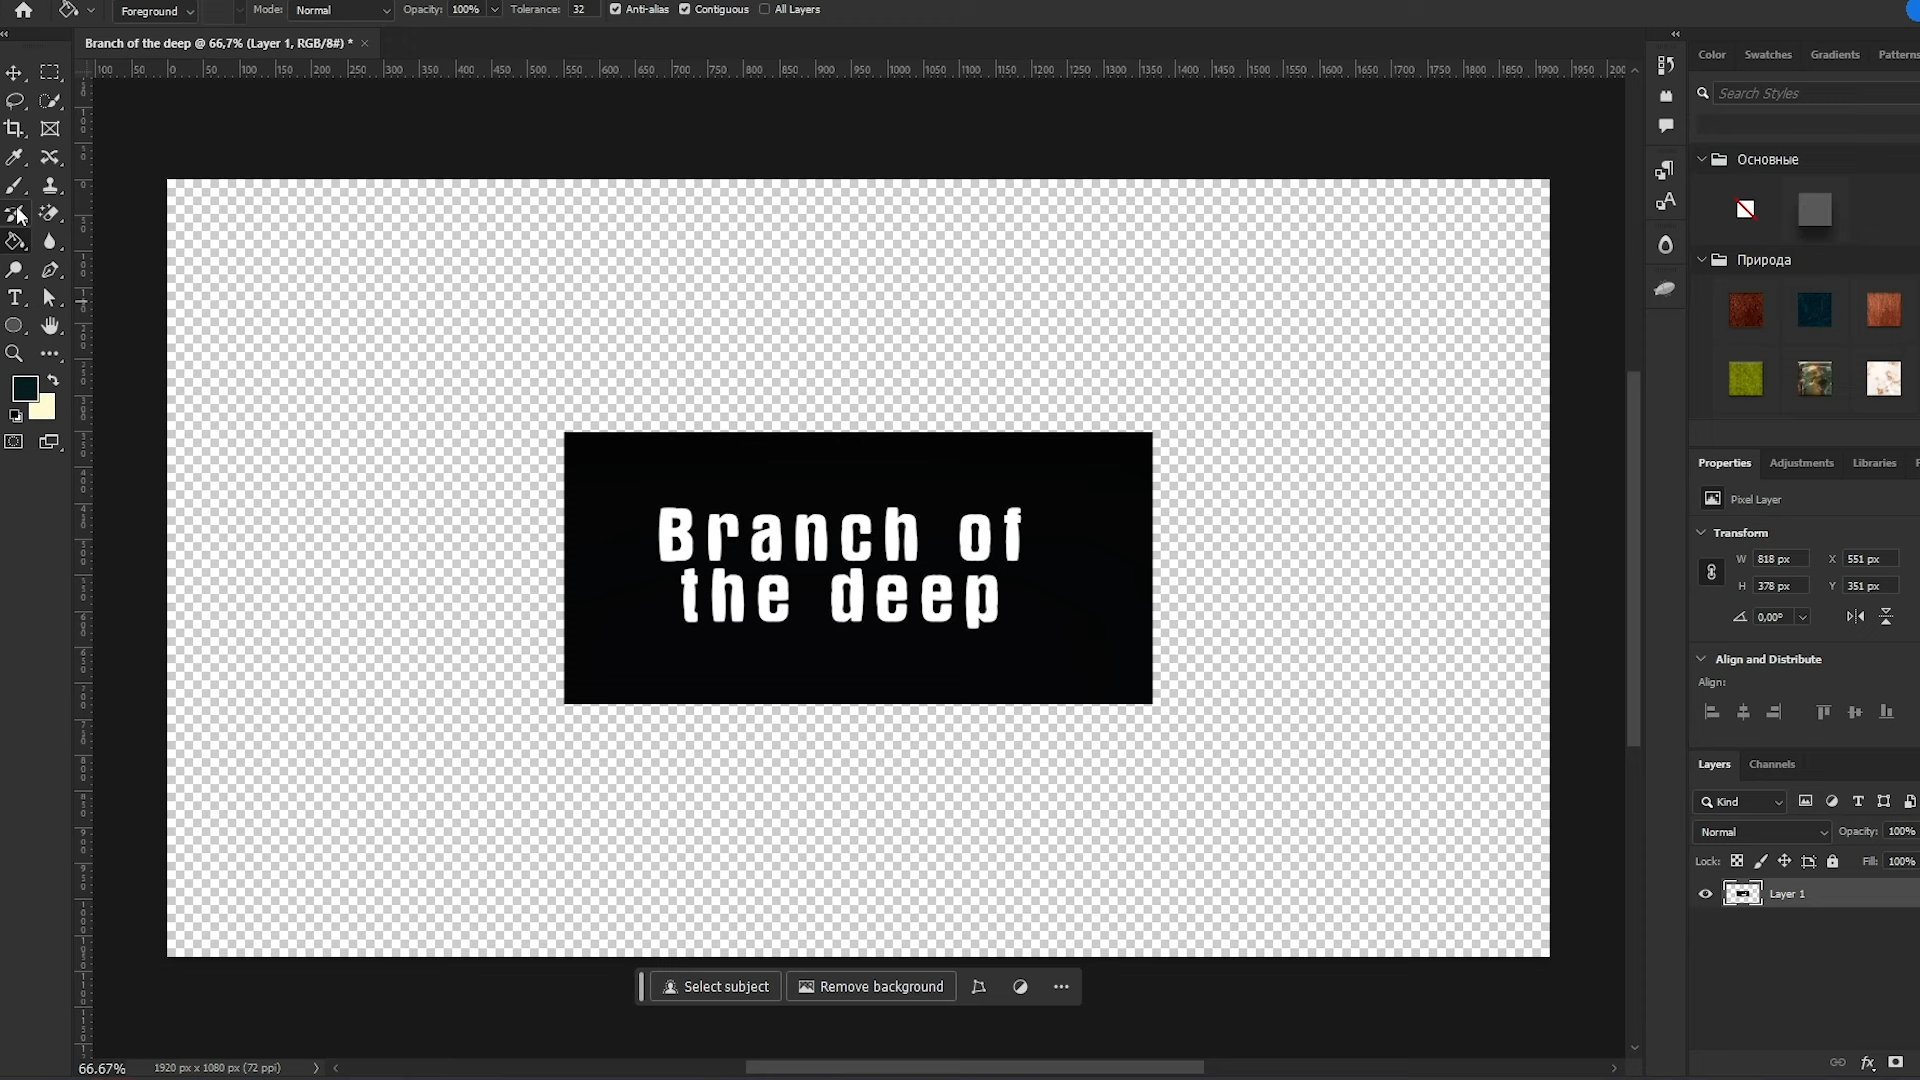 Foreground Mode: Normal Opacity: 100% Tolerance: 32 Anti-alias Contiguous All Layers
Branch of the deep @ 66,7% (Layer 1, RGB/8#) *
100 50 0 50 100 150 200 250 300 350 400 450 500 550 600 650 700 750 800 850 900 950 1000 1050 1100 1150 1200 1250 1300 1350 1400 1450 1500 1550 1600 1650 1700 1750 1800 1850 1900 1950
Color Swatches Gradients Patterns
Search Styles
Основные
Природа
Branch of
the deep
Properties Adjustments Libraries
Pixel Layer
Transform
W 818 px X 551 px
H 378 px Y 351 px
0,00°
Align and Distribute
Align:
Layers Channels
Kind
Normal Opacity: 100%
Lock: Fill: 100%
Layer 1
Select subject Remove background
66.67% 1920 px x 1080 px (72 ppi)
fx